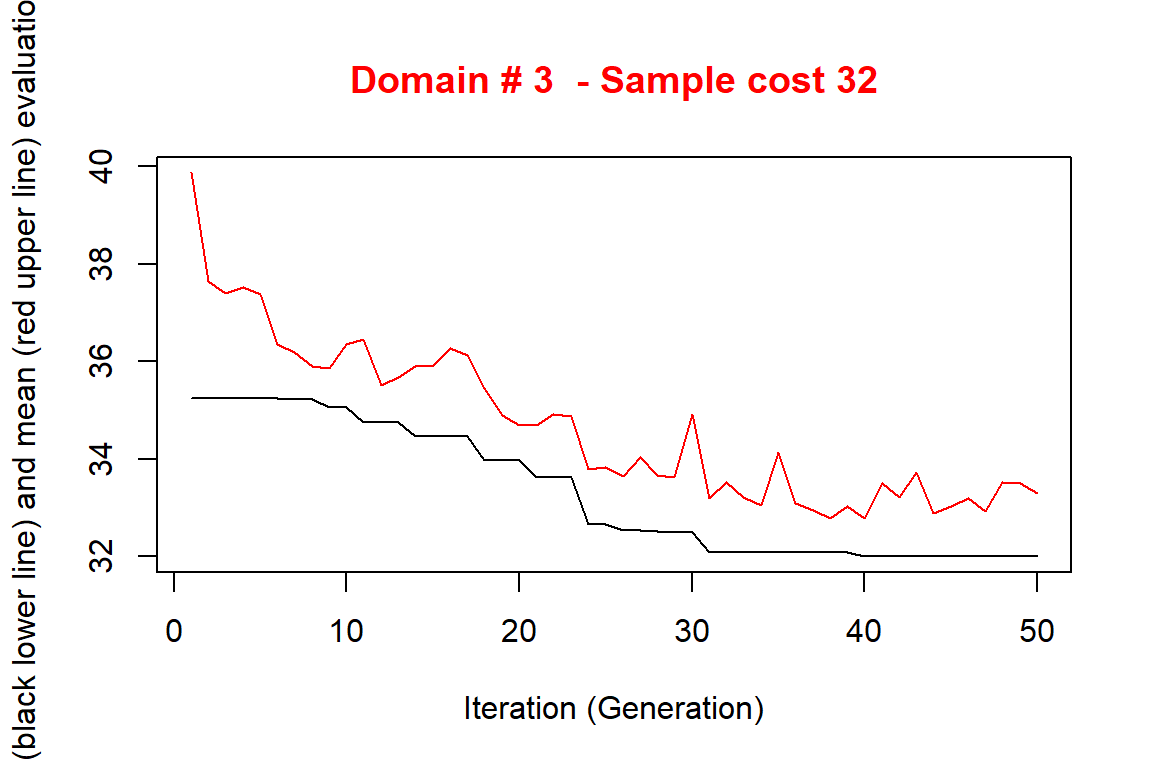 Domain # 3  - Sample cost 32
(black lower line) and mean (red upper line) evaluatio
40
38
36
34
32
0 10 20 30 40 50
Iteration (Generation)